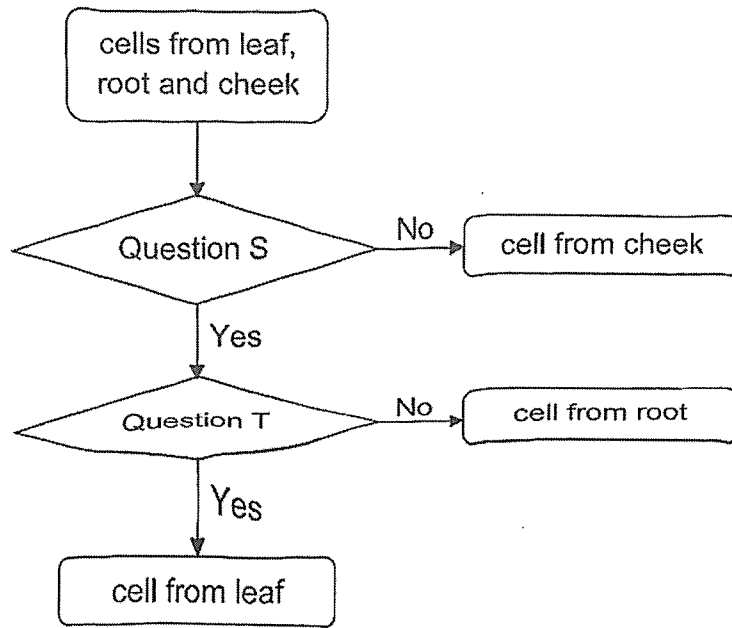 cells from leaf,
root and cheek
Question S
No
cell from cheek
Yes
Question T
No
cell from root
Yes
cell from leaf